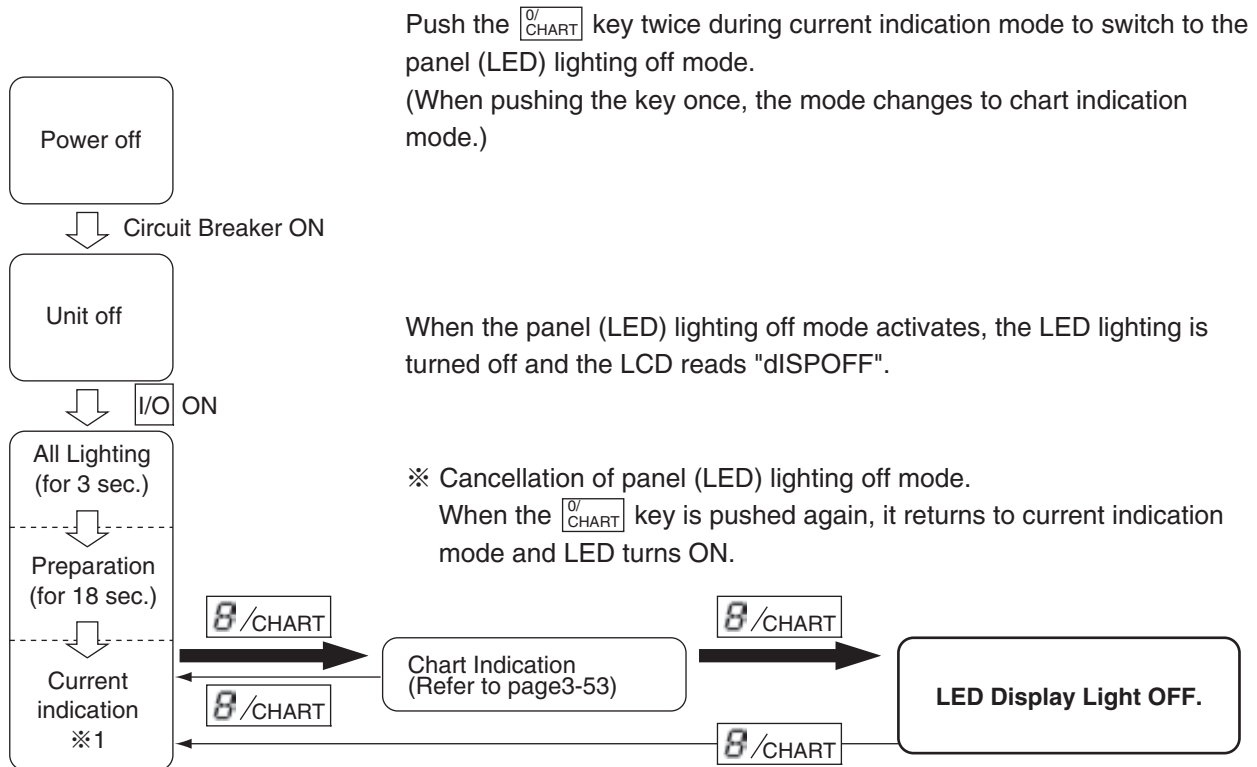 Push the 0/CHART key twice during current indication mode to switch to the
panel (LED) lighting off mode.
(When pushing the key once, the mode changes to chart indication
mode.)
Power off
Circuit Breaker ON
Unit off
When the panel (LED) lighting off mode activates, the LED lighting is
turned off and the LCD reads "dISPOFF".
I/O ON
All Lighting
(for 3 sec.)
※ Cancellation of panel (LED) lighting off mode.
When the 0/CHART key is pushed again, it returns to current indication
mode and LED turns ON.
Preparation
(for 18 sec.)
8/CHART
8/CHART
Current
indication
※1
Chart Indication
(Refer to page3-53)
8/CHART
LED Display Light OFF.
8/CHART